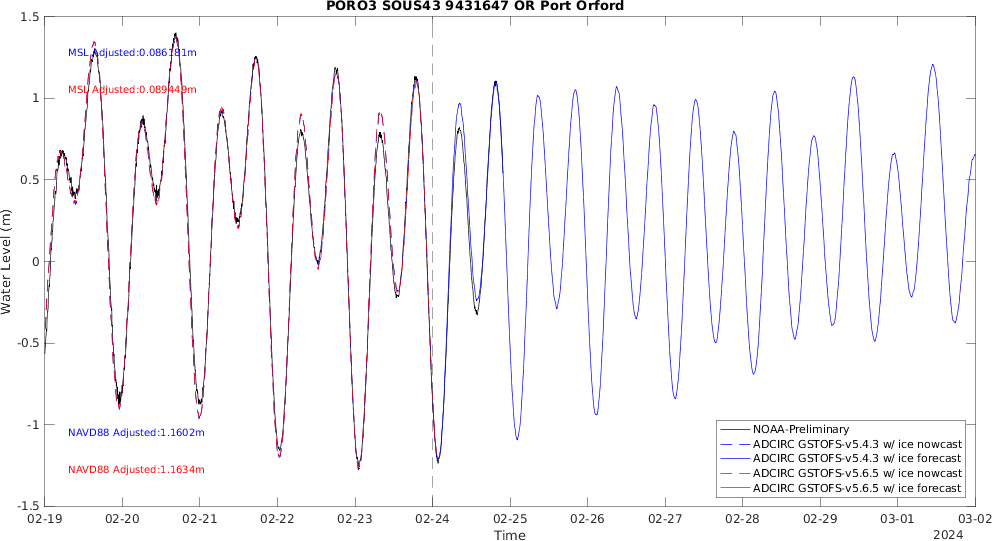 PORO3 SOUS43 9431647 OR Port Orford
1.5
1
0.5
0
-0.5
-1
-1.5
Water Level (m)
MSL Adjusted:0.086181m
MSL Adjusted:0.089449m
NAVD88 Adjusted:1.1602m
NAVD88 Adjusted:1.1634m
NOAA-Preliminary
ADCIRC GSTOFS-v5.4.3 w/ ice nowcast
ADCIRC GSTOFS-v5.4.3 w/ ice forecast
ADCIRC GSTOFS-v5.6.5 w/ ice nowcast
ADCIRC GSTOFS-v5.6.5 w/ ice forecast
02-19 02-20 02-21 02-22 02-23 02-24 02-25 02-26 02-27 02-28 02-29 03-01 03-02
Time
2024